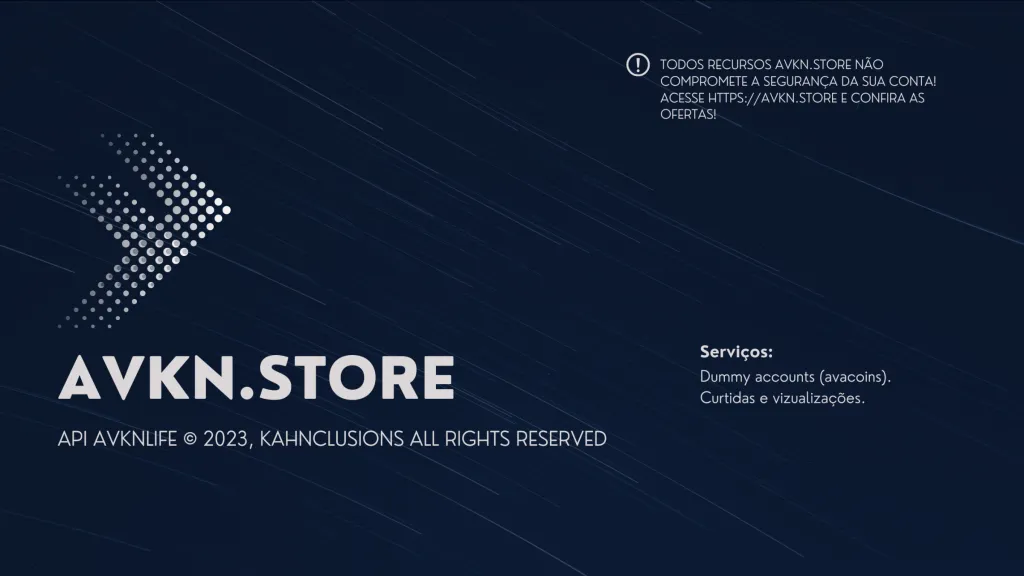 TODOS RECURSOS AVKN.STORE NÃO
COMPROMETE A SEGURANÇA DA SUA CONTA!
ACESSE HTTPS://AVKN.STORE E CONFIRA AS
OFERTAS!
AVKN.STORE
API AVKNLIFE © 2023, KAHNCLUSIONS ALL RIGHTS RESERVED
Serviços:
Dummy accounts (avacoins).
Curtidas e vizualizações.